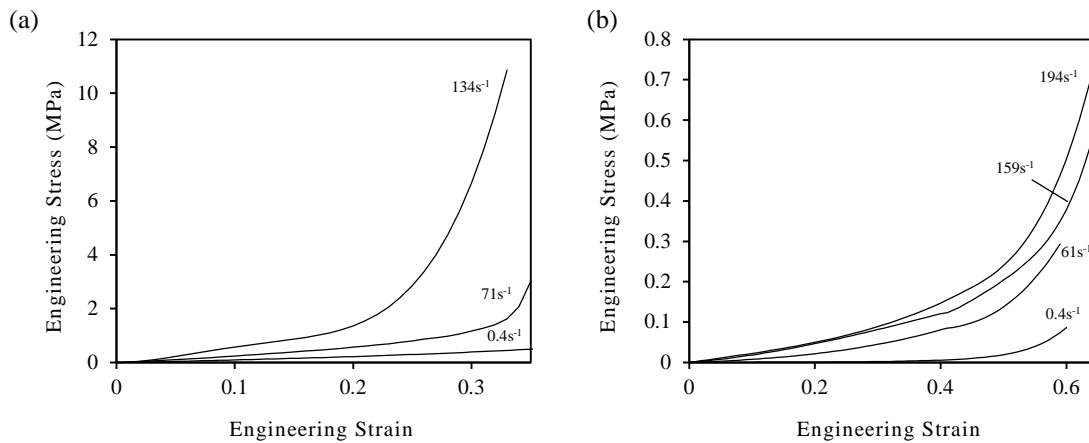 (a)
Engineering Stress (MPa)
12
10
8
6
4
2
0
0
0.1
0.2
0.3
134s⁻¹
71s⁻¹
0.4s⁻¹
Engineering Strain
(b)
Engineering Stress (MPa)
0.8
0.7
0.6
0.5
0.4
0.3
0.2
0.1
0
0
0.2
0.4
0.6
194s⁻¹
159s⁻¹
61s⁻¹
0.4s⁻¹
Engineering Strain